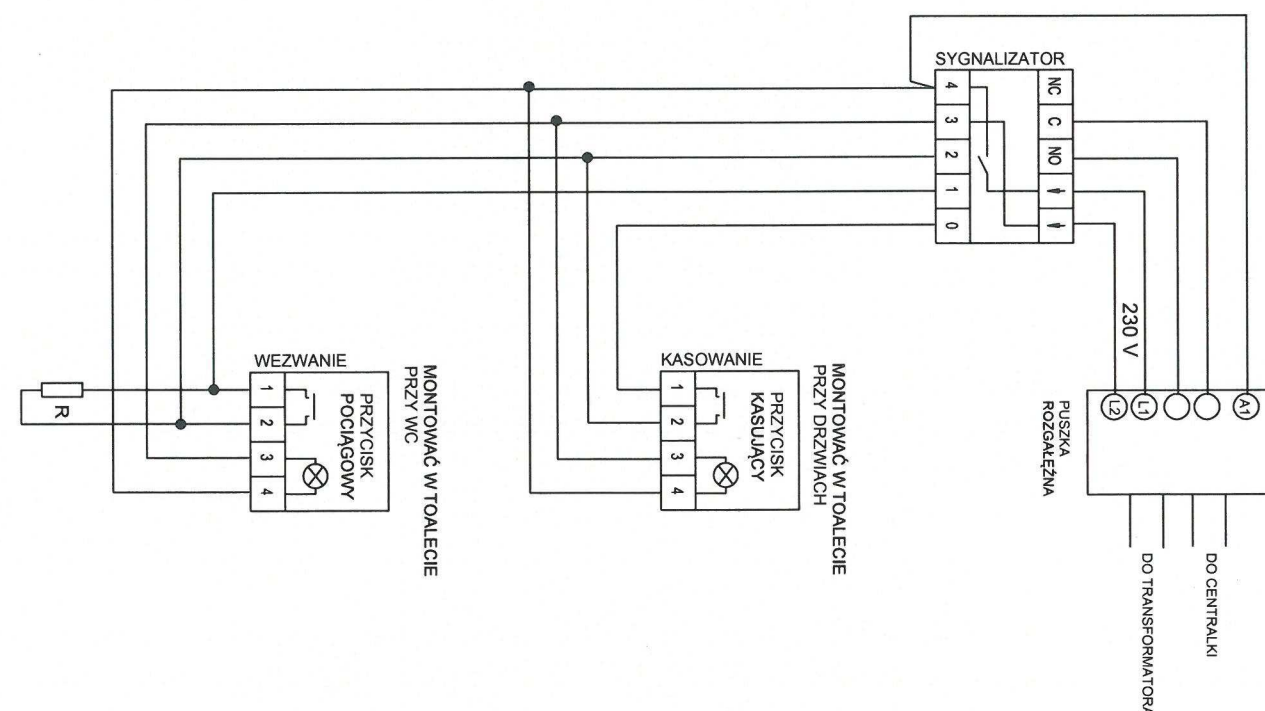 SYGNALIZATOR
4
3
2
1
0
NC
C
NO
230 V
L2
L1
A1
PUSZKA
ROZGAŁĘŹNA
DO TRANSFORMATORA
DO CENTRALKI
WEZWANIE
1
2
3
4
PRZYCISK
POCIĄGOWY
MONTOWAĆ W TOALECIE
PRZY WC
R
KASOWANIE
1
2
3
4
PRZYCISK
KASUJĄCY
MONTOWAĆ W TOALECIE
PRZY DRZWIACH